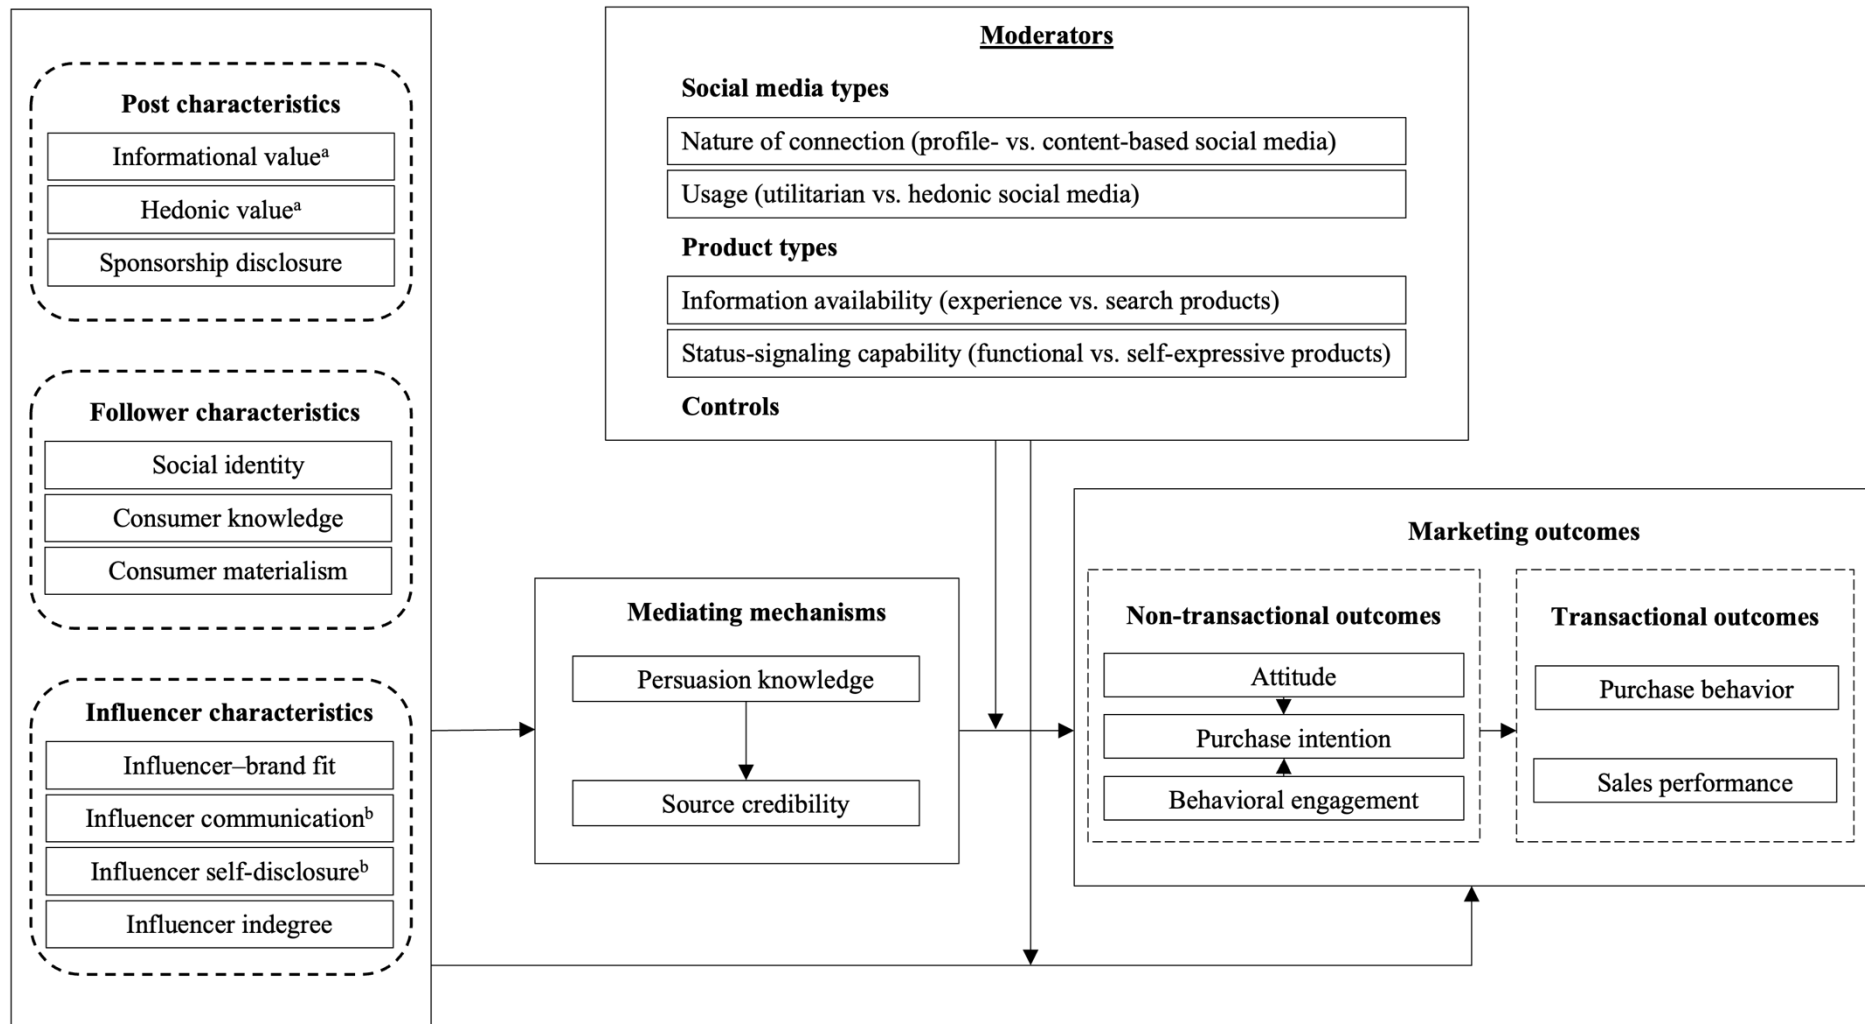 Post characteristics
Informational valueᵃ
Hedonic valueᵃ
Sponsorship disclosure
Follower characteristics
Social identity
Consumer knowledge
Consumer materialism
Influencer characteristics
Influencer–brand fit
Influencer communicationᵇ
Influencer self-disclosureᵇ
Influencer indegree
Moderators
Social media types
Nature of connection (profile- vs. content-based social media)
Usage (utilitarian vs. hedonic social media)
Product types
Information availability (experience vs. search products)
Status-signaling capability (functional vs. self-expressive products)
Controls
Mediating mechanisms
Persuasion knowledge
Source credibility
Marketing outcomes
Non-transactional outcomes
Attitude
Purchase intention
Behavioral engagement
Transactional outcomes
Purchase behavior
Sales performance